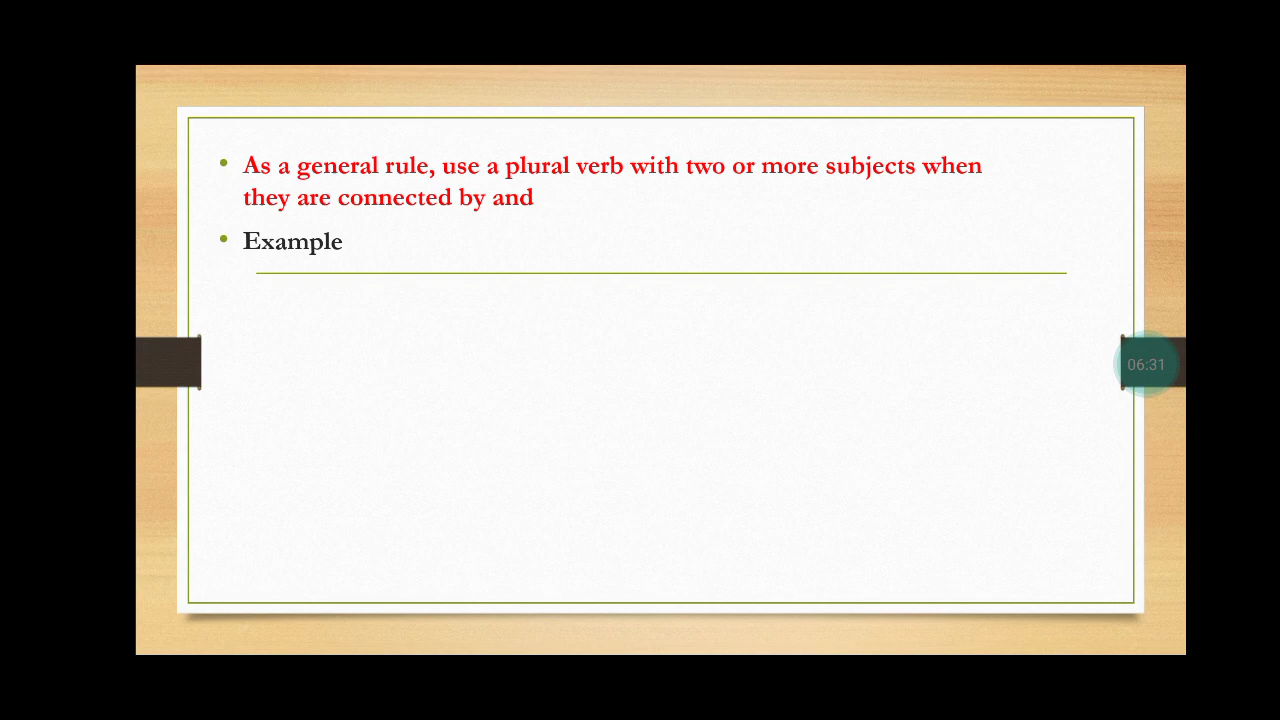 As a general rule, use a plural verb with two or more subjects when
they are connected by and
Example
06:31